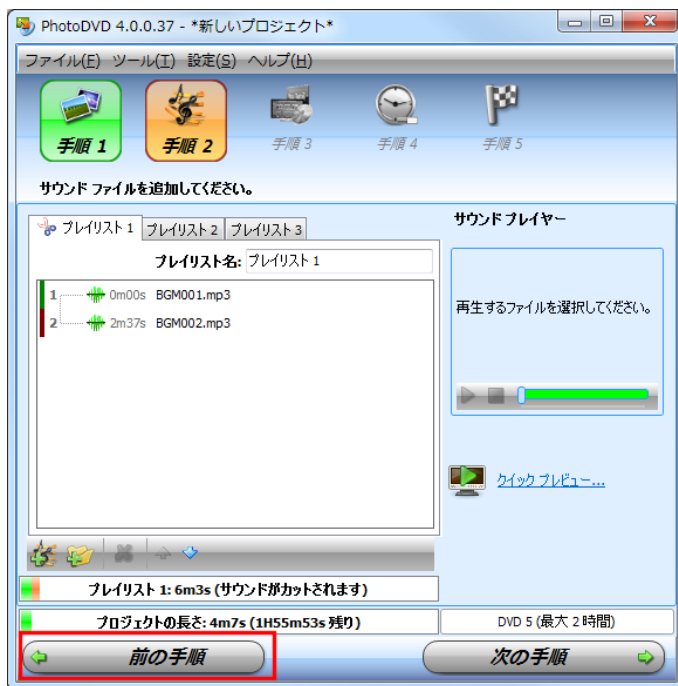 PhotoDVD 4.0.0.37 - *新しいプロジェクト*
ファイル(F) ツール(T) 設定(S) ヘルプ(H)
手順 1 手順 2 手順 3 手順 4 手順 5
サウンド ファイルを追加してください。
プレイリスト 1 プレイリスト 2 プレイリスト 3
プレイリスト名: プレイリスト 1
1 0m00s BGM001.mp3
2 2m37s BGM002.mp3
サウンド プレイヤー
再生するファイルを選択してください。
クイック プレビュー...
プレイリスト 1: 6m3s (サウンドがカットされます)
プロジェクトの長さ: 4m7s (1H55m53s 残り)
DVD 5 (最大 2 時間)
前の手順
次の手順